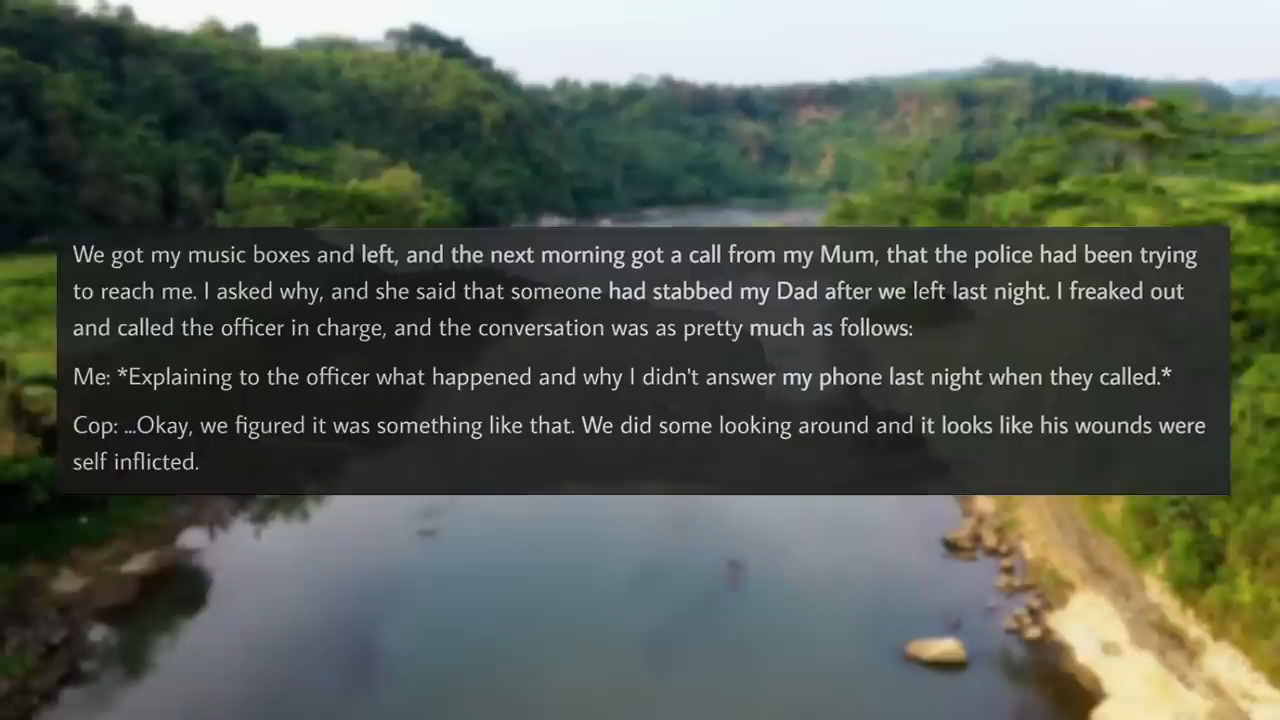 We got my music boxes and left, and the next morning got a call from my Mum, that the police had been trying
to reach me. I asked why, and she said that someone had stabbed my Dad after we left last night. I freaked out
and called the officer in charge, and the conversation was as pretty much as follows:
Me: *Explaining to the officer what happened and why I didn't answer my phone last night when they called.*
Cop: ...Okay, we figured it was something like that. We did some looking around and it looks like his wounds were
self inflicted.